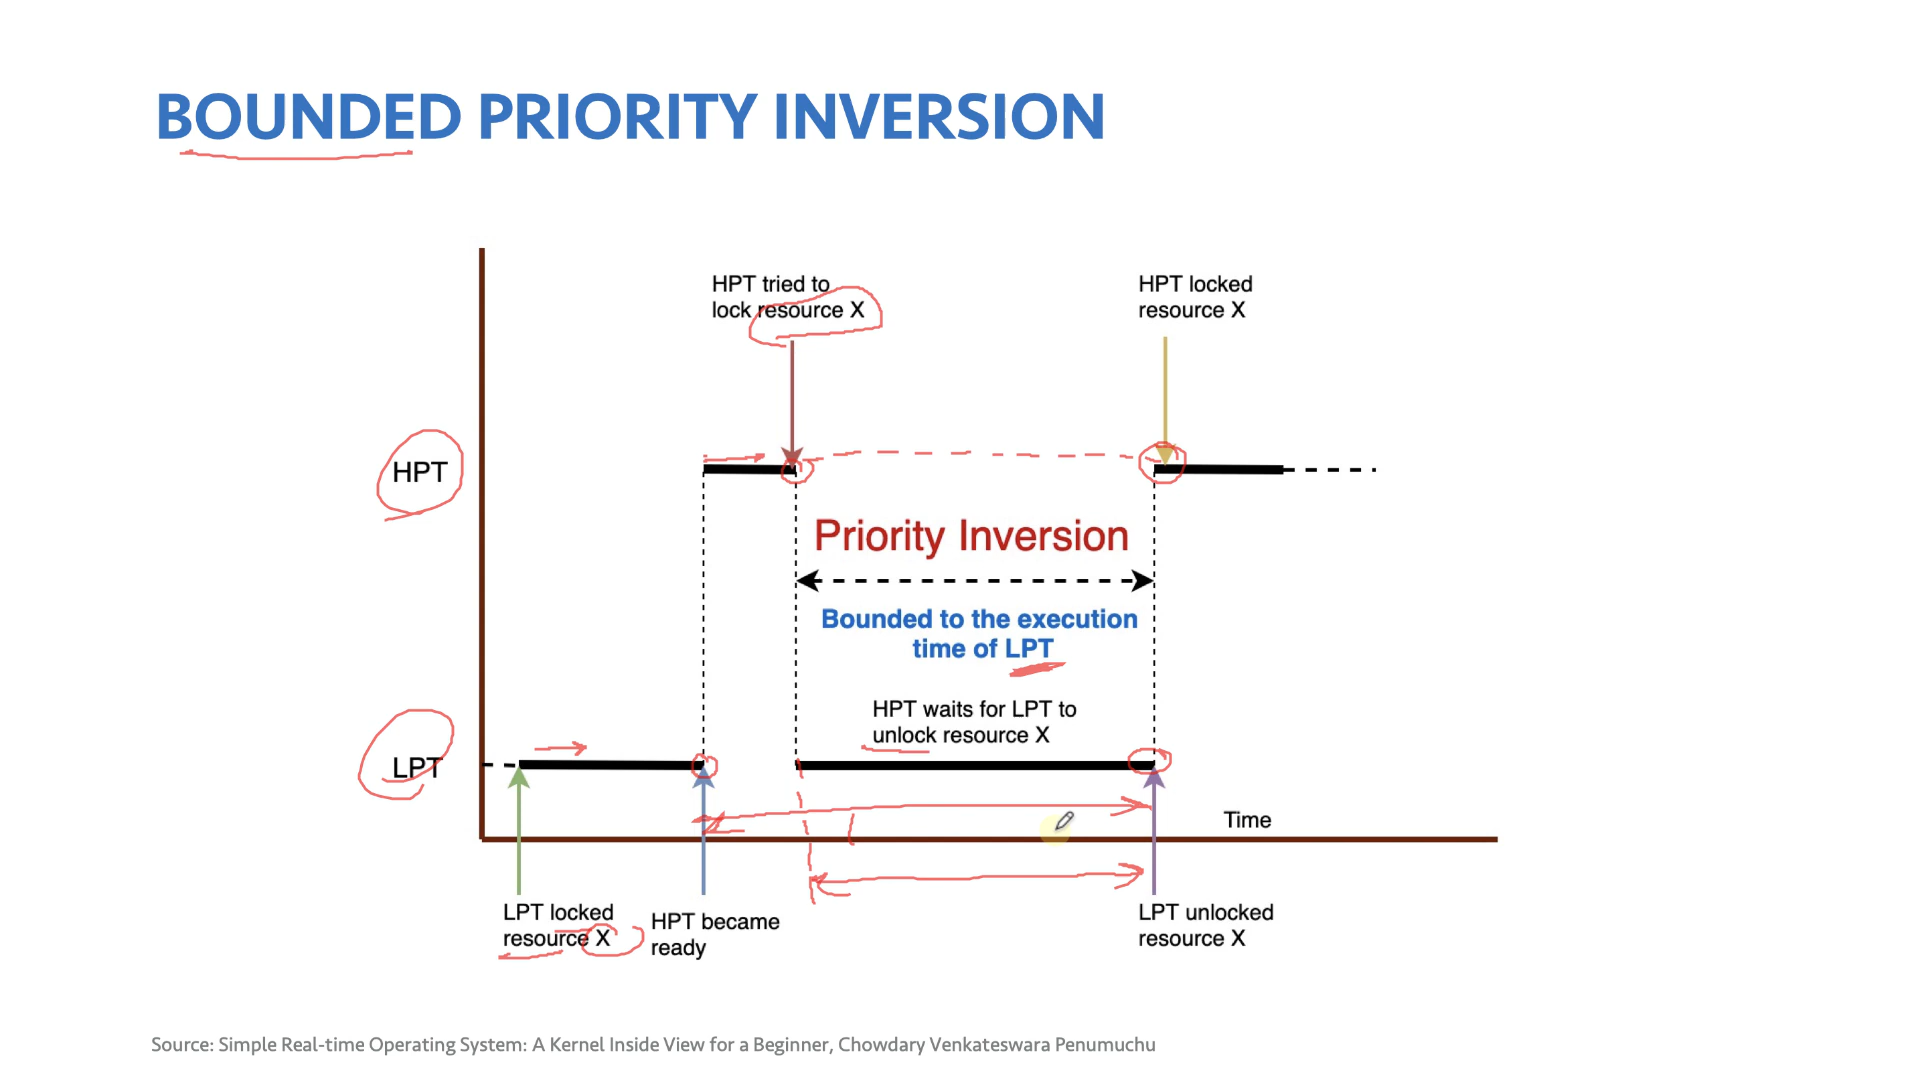 BOUNDED PRIORITY INVERSION
HPT tried to
lock resource X
HPT locked
resource X
HPT
Priority Inversion
Bounded to the execution
time of LPT
HPT waits for LPT to
unlock resource X
LPT
Time
LPT locked
resource X
HPT became
ready
LPT unlocked
resource X
Source: Simple Real-time Operating System: A Kernel Inside View for a Beginner, Chowdary Venkateswara Penumuchu